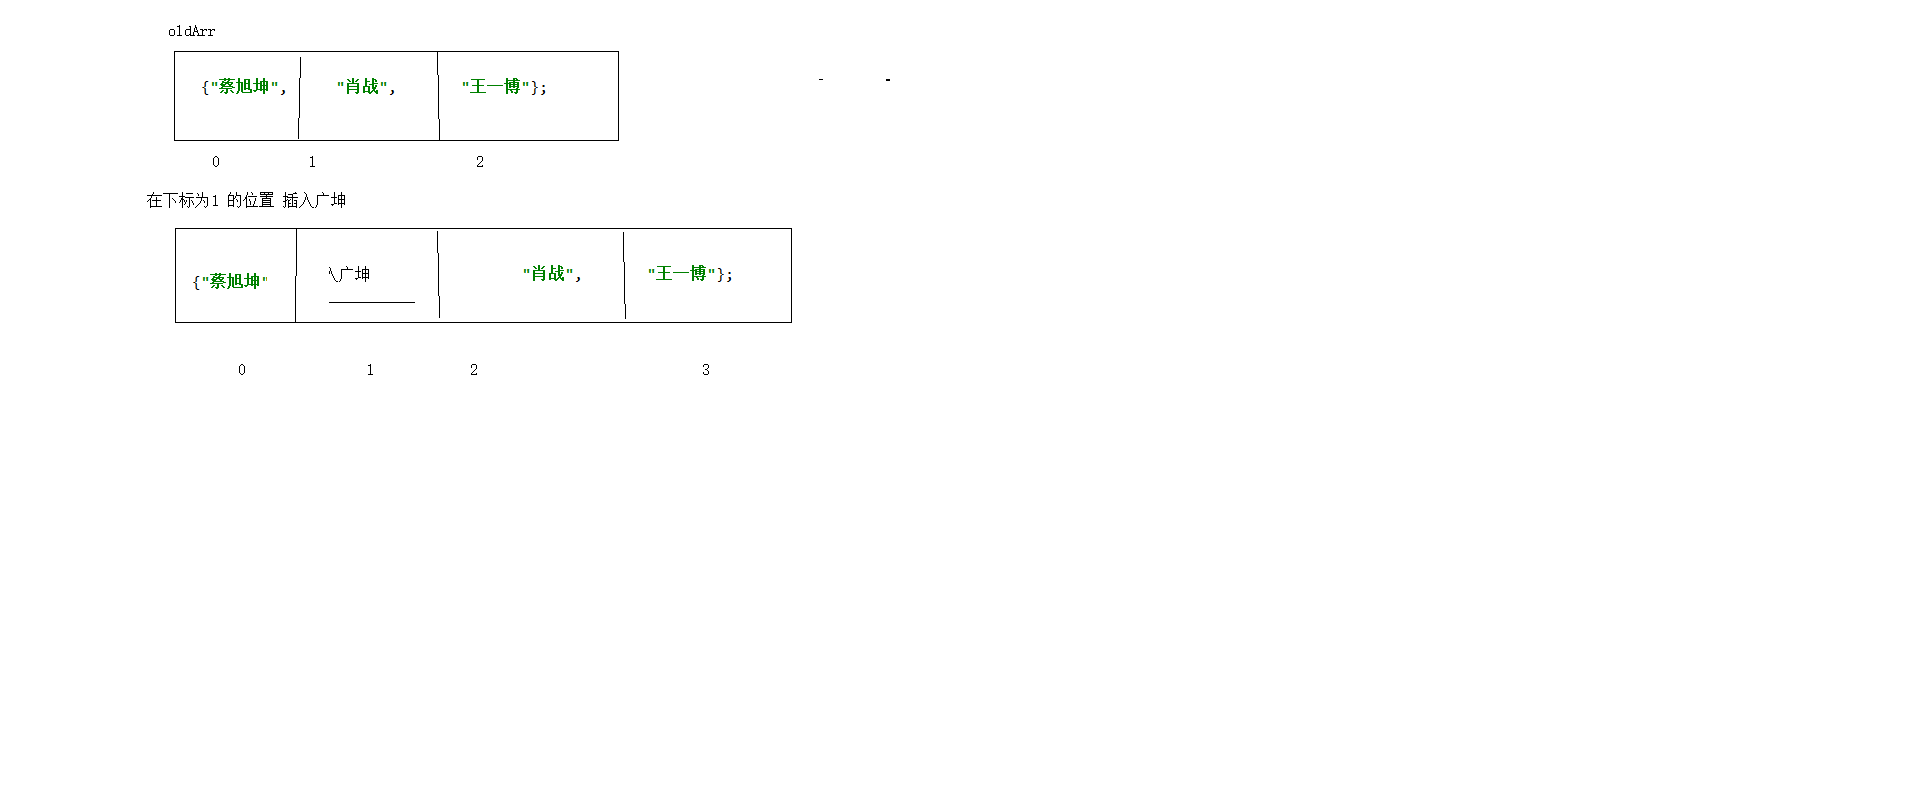 oldArr
{"蔡旭坤", "肖战", "王一博"};
0 1 2
在下标为1 的位置 插入广坤
{"蔡旭坤" 广坤 "肖战", "王一博"};
0 1 2 3